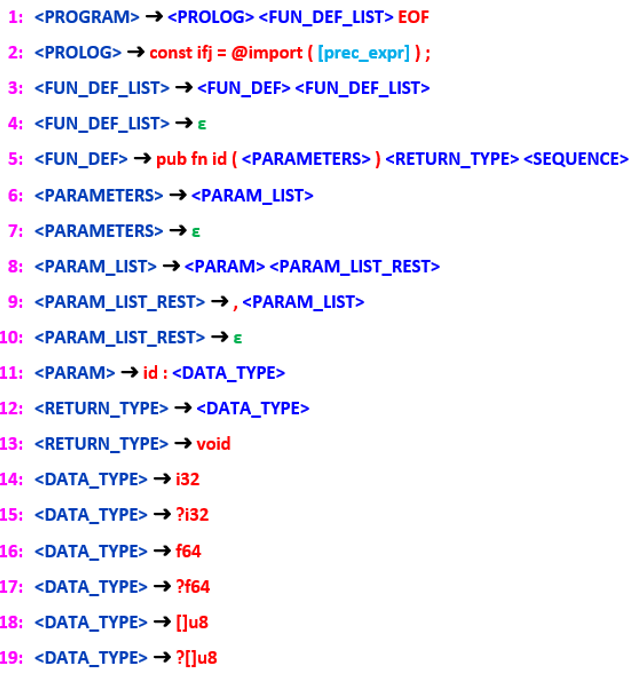 1: <PROGRAM> → <PROLOG> <FUN_DEF_LIST> EOF
2: <PROLOG> → const ifj = @import ( [prec_expr] ) ;
3: <FUN_DEF_LIST> → <FUN_DEF> <FUN_DEF_LIST>
4: <FUN_DEF_LIST> → ε
5: <FUN_DEF> → pub fn id ( <PARAMETERS> ) <RETURN_TYPE> <SEQUENCE>
6: <PARAMETERS> → <PARAM_LIST>
7: <PARAMETERS> → ε
8: <PARAM_LIST> → <PARAM> <PARAM_LIST_REST>
9: <PARAM_LIST_REST> → , <PARAM_LIST>
10: <PARAM_LIST_REST> → ε
11: <PARAM> → id : <DATA_TYPE>
12: <RETURN_TYPE> → <DATA_TYPE>
13: <RETURN_TYPE> → void
14: <DATA_TYPE> → i32
15: <DATA_TYPE> → ?i32
16: <DATA_TYPE> → f64
17: <DATA_TYPE> → ?f64
18: <DATA_TYPE> → []u8
19: <DATA_TYPE> → ?[]u8